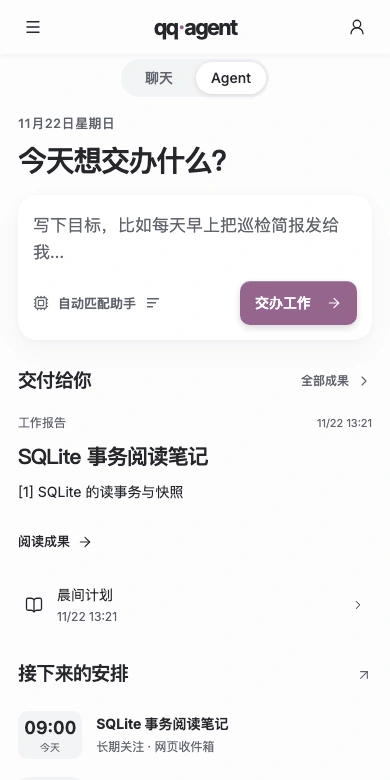 qq·agent
聊天
Agent
11月22日星期日
今天想交办什么?
写下目标，比如每天早上把巡检简报发给
我...
自动匹配助手
交办工作
交付给你
全部成果
工作报告
11/22 13:21
SQLite 事务阅读笔记
[1] SQLite 的读事务与快照
阅读成果
晨间计划
11/22 13:21
接下来的安排
09:00
今天
SQLite 事务阅读笔记
长期关注 · 网页收件箱